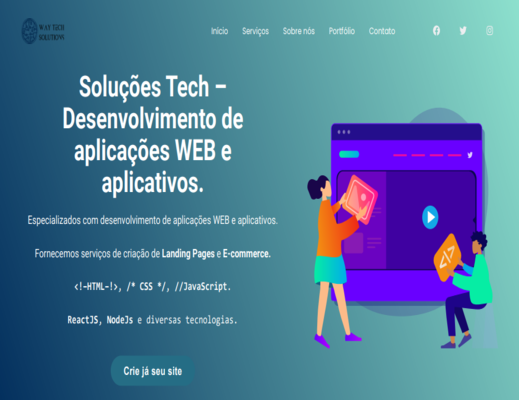 WAY TECH
SOLUTIONS
Início Serviços Sobre nós Portfólio Contato
Soluções Tech –
Desenvolvimento de
aplicações WEB e
aplicativos.
Especializados com desenvolvimento de aplicações WEB e aplicativos.
Fornecemos serviços de criação de Landing Pages e E-commerce.
<!–HTML–!>, /* CSS */, //JavaScript.
ReactJS, NodeJs e diversas tecnologias.
Crie já seu site